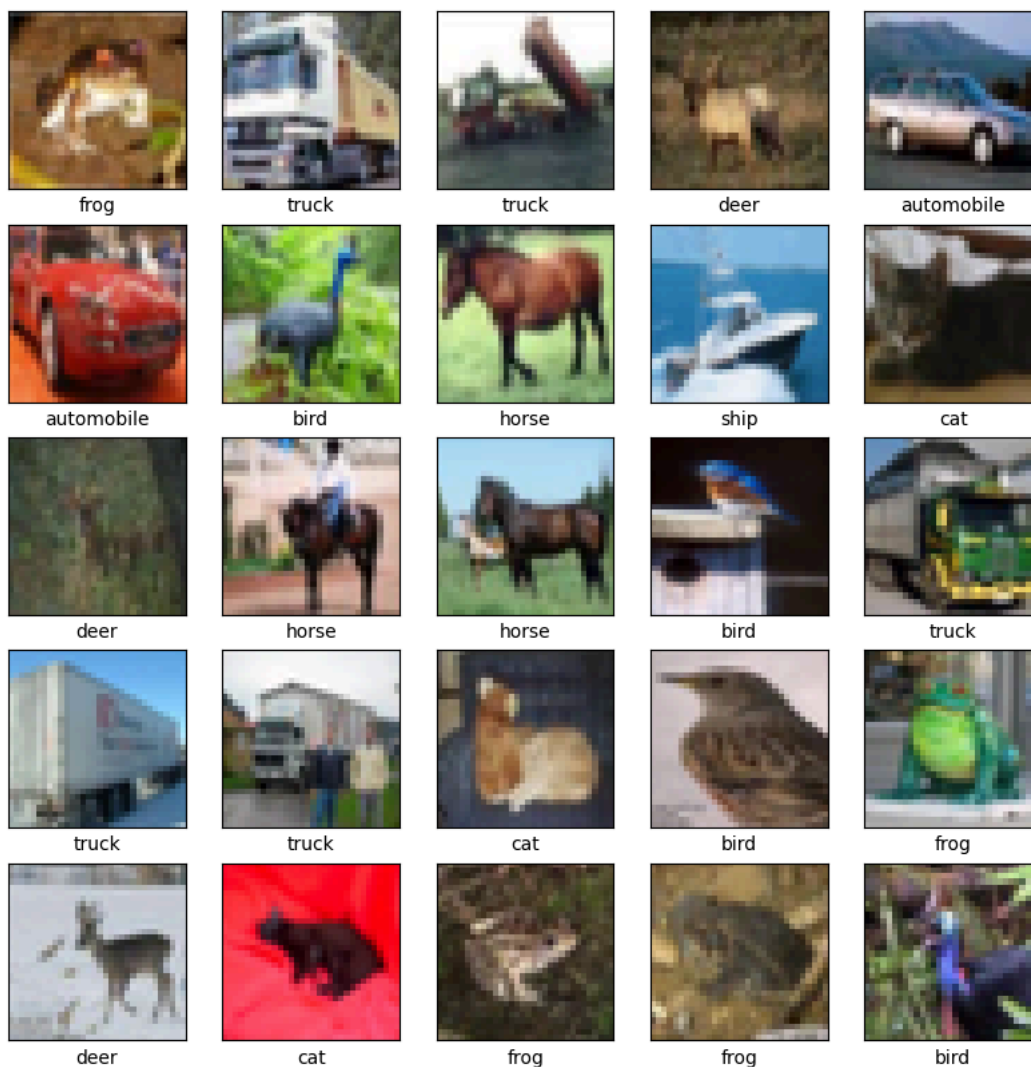 frog truck truck deer automobile
automobile bird horse ship cat
deer horse horse bird truck
truck truck cat bird frog
deer cat frog frog bird